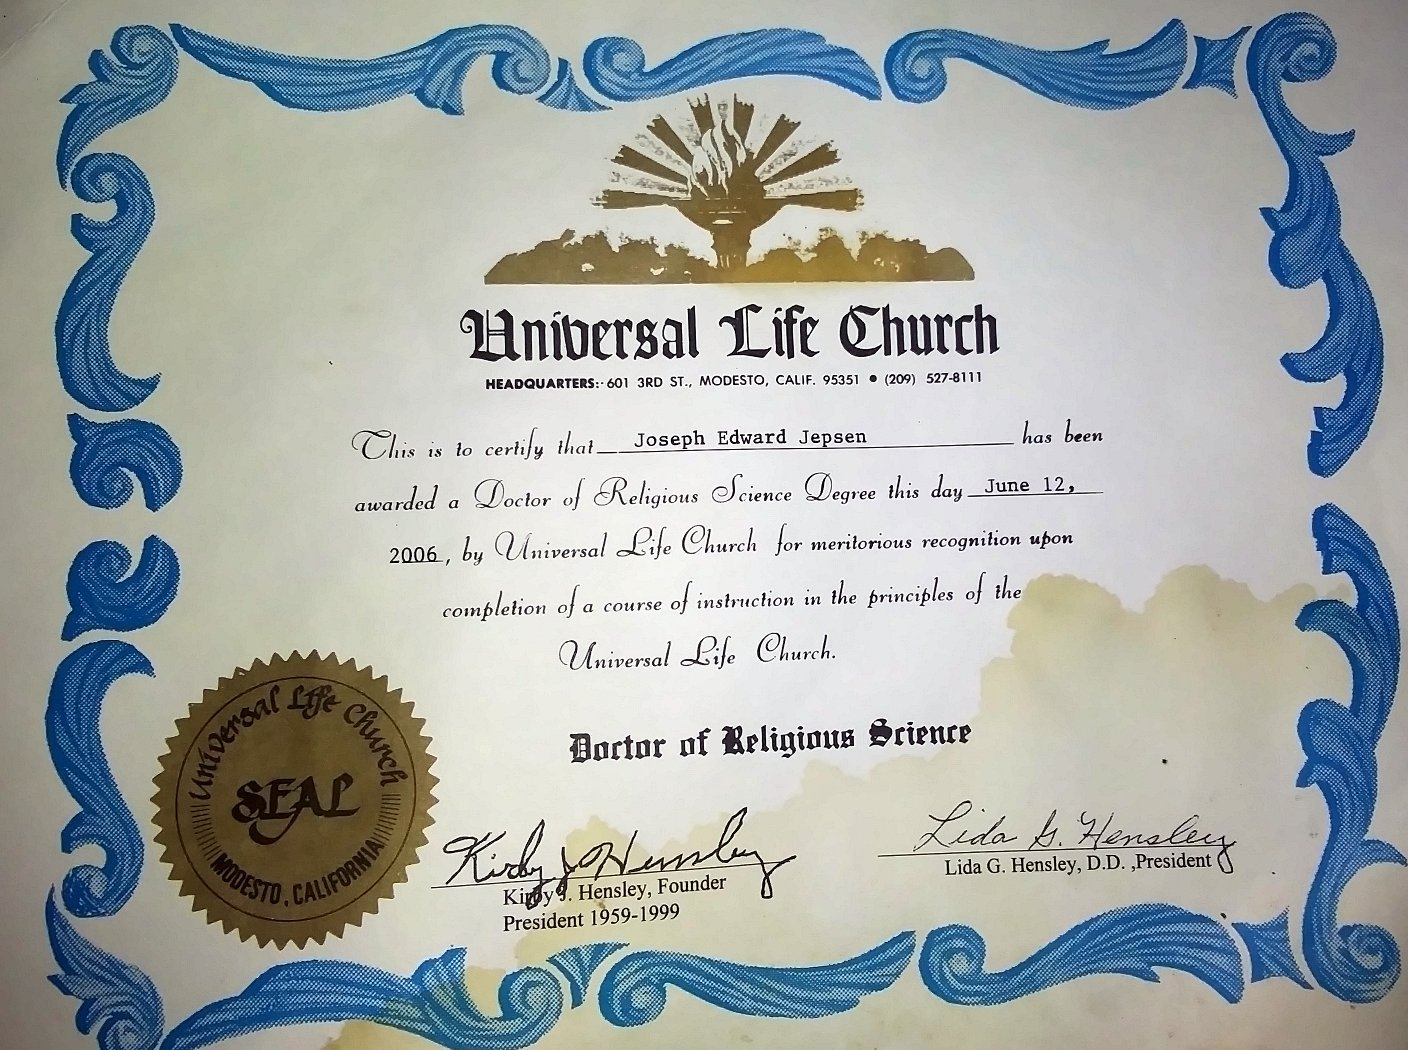 Universal Life Church
HEADQUARTERS: 601 3RD ST., MODESTO, CALIF. 95351 • (209) 527-8111
This is to certify that Joseph Edward Jepsen has been
awarded a Doctor of Religious Science Degree this day June 12,
2006, by Universal Life Church for meritorious recognition upon
completion of a course of instruction in the principles of the
Universal Life Church.
Doctor of Religious Science
Universal Life Church
SEAL
MODESTO, CALIFORNIA
Kirby J Hensley
Kirby J. Hensley, Founder
President 1959-1999
Lida G. Hensley
Lida G. Hensley, D.D. ,President